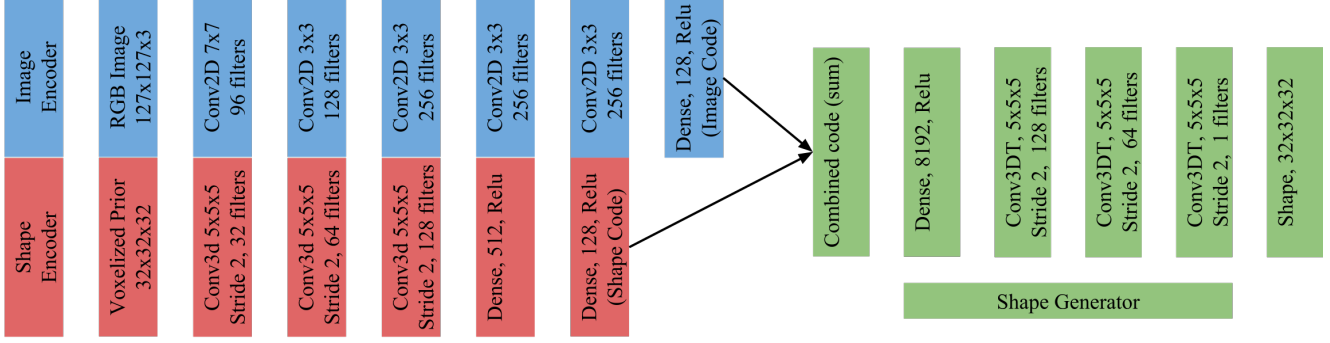 Image
Encoder
RGB Image
127x127x3
Conv2D 7x7
96 filters
Conv2D 3x3
128 filters
Conv2D 3x3
256 filters
Conv2D 3x3
256 filters
Conv2D 3x3
256 filters
Dense, 128, Relu
(Image Code)
Shape
Encoder
Voxelized Prior
32x32x32
Conv3d 5x5x5
Stride 2, 32 filters
Conv3d 5x5x5
Stride 2, 64 filters
Conv3d 5x5x5
Stride 2, 128 filters
Dense, 512, Relu
Dense, 128, Relu
(Shape Code)
Combined code (sum)
Dense, 8192, Relu
Conv3DT, 5x5x5
Stride 2, 128 filters
Conv3DT, 5x5x5
Stride 2, 64 filters
Conv3DT, 5x5x5
Stride 2, 1 filters
Shape, 32x32x32
Shape Generator